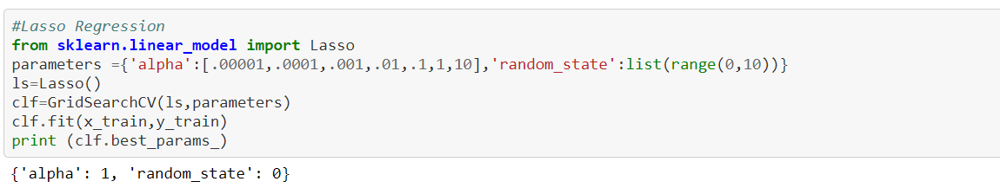 #Lasso Regression
from sklearn.linear_model import Lasso
parameters ={'alpha':[.00001,.0001,.001,.01,.1,1,10],'random_state':list(range(0,10))}
ls=Lasso()
clf=GridSearchCV(ls,parameters)
clf.fit(x_train,y_train)
print (clf.best_params_)
{'alpha': 1, 'random_state': 0}